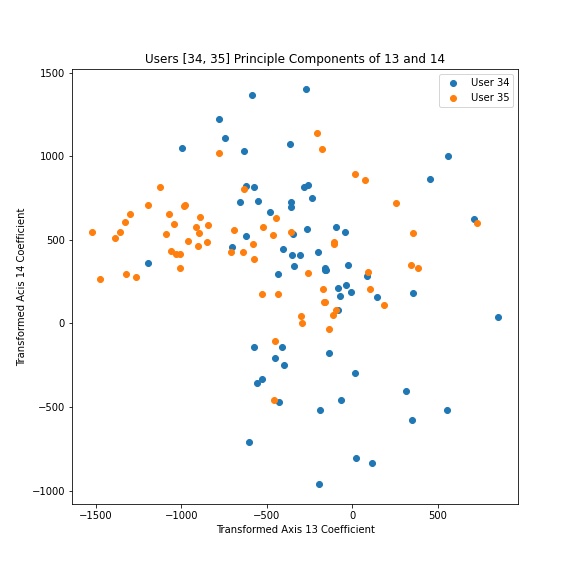 Users [34, 35] Principle Components of 13 and 14
User 34
User 35
Transformed Acis 14 Coefficient
1500
1000
500
0
−500
−1000
−1500
−1000
−500
0
500
Transformed Axis 13 Coefficient